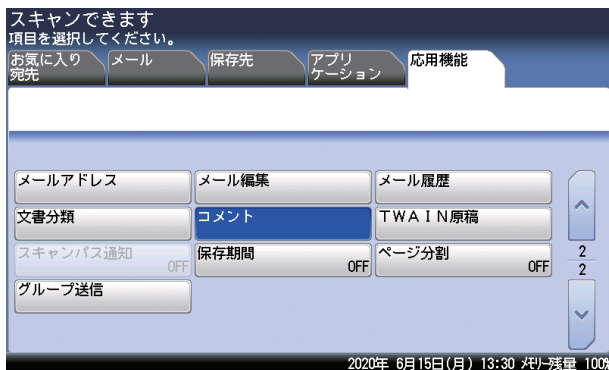 スキャンできます
項目を選択してください。
お気に入り
宛先
メール
保存先
アプリ
ケーション
応用機能
メールアドレス
メール編集
メール履歴
文書分類
コメント
TWAIN原稿
スキャンパス通知
OFF
保存期間
OFF
ページ分割
OFF
2
2
グループ送信
2020年 6月15日(月) 13:30 メモリー残量 100%